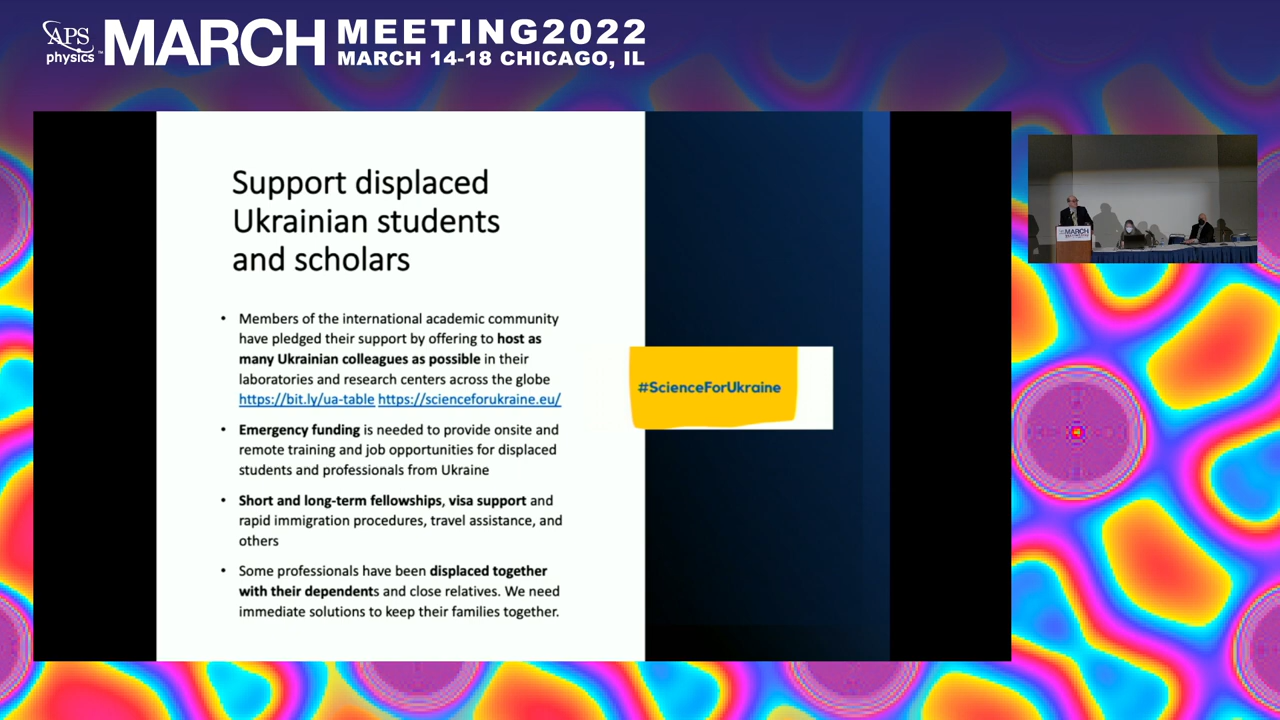 APS
physics
MARCH
MEETING2022
MARCH 14-18 CHICAGO, IL
Support displaced
Ukrainian students
and scholars
• Members of the international academic community
have pledged their support by offering to host as
many Ukrainian colleagues as possible in their
laboratories and research centers across the globe
https://bit.ly/ua-table https://scienceforukraine.eu/
• Emergency funding is needed to provide onsite and
remote training and job opportunities for displaced
students and professionals from Ukraine
• Short and long-term fellowships, visa support and
rapid immigration procedures, travel assistance, and
others
• Some professionals have been displaced together
with their dependents and close relatives. We need
immediate solutions to keep their families together.
#ScienceForUkraine
MARCH